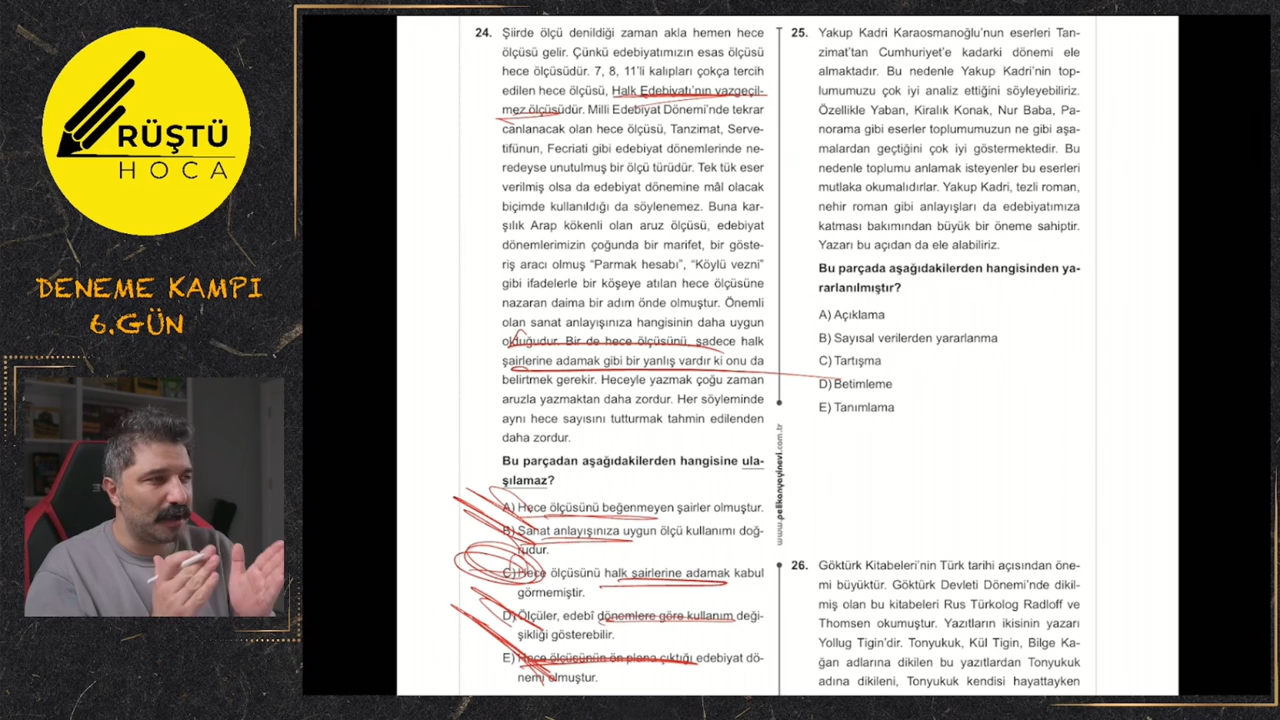 RÜŞTÜ
HOCA
DENEME KAMPI
6.GÜN
24. Şiirde ölçü denildiği zaman akla hemen hece
ölçüsü gelir. Çünkü edebiyatımızın esas ölçüsü
hece ölçüsüdür. 7, 8, 11'li kalıpları çokça tercih
edilen hece ölçüsü, Halk Edebiyatı'nın vazgeçil-
mez ölçüsüdür. Milli Edebiyat Dönemi'nde tekrar
canlanacak olan hece ölçüsü, Tanzimat, Serve-
tifünun, Fecriati gibi edebiyat dönemlerinde ne-
redeyse unutulmuş bir ölçü türüdür. Tek tük eser
verilmiş olsa da edebiyat dönemine mâl olacak
biçimde kullanıldığı da söylenemez. Buna kar-
şılık Arap kökenli olan aruz ölçüsü, edebiyat
dönemlerimizin çoğunda bir marifet, bir göste-
riş aracı olmuş "Parmak hesabı", "Köylü vezni"
gibi ifadelerle bir köşeye atılan hece ölçüsüne
nazaran daima bir adım önde olmuştur. Önemli
olan sanat anlayışınıza hangisinin daha uygun
olduğudur. Bir de hece ölçüsünü, sadece halk
şairlerine adamak gibi bir yanlış vardır ki onu da
belirtmek gerekir. Heceyle yazmak çoğu zaman
aruzla yazmaktan daha zordur. Her söyleminde
aynı hece sayısını tutturmak tahmin edilenden
daha zordur.
Bu parçadan aşağıdakilerden hangisine ula-
şılamaz?
A) Hece ölçüsünü beğenmeyen şairler olmuştur.
B) Sanat anlayışınıza uygun ölçü kullanımı doğ-
rudur.
C) Hece ölçüsünü halk şairlerine adamak kabul
görmemiştir.
D) Ölçüler, edebî dönemlere göre kullanım deği-
şikliği gösterebilir.
E) Hece ölçüsünün ön plana çıktığı edebiyat dö-
nemi olmuştur.
www.pelikanyayinevi.com.tr
25. Yakup Kadri Karaosmanoğlu'nun eserleri Tan-
zimat'tan Cumhuriyet'e kadarki dönemi ele
almaktadır. Bu nedenle Yakup Kadri'nin top-
lumumuzu çok iyi analiz ettiğini söyleyebiliriz.
Özellikle Yaban, Kiralık Konak, Nur Baba, Pa-
norama gibi eserler toplumumuzun ne gibi aşa-
malardan geçtiğini çok iyi göstermektedir. Bu
nedenle toplumu anlamak isteyenler bu eserleri
mutlaka okumalıdırlar. Yakup Kadri, tezli roman,
nehir roman gibi anlayışları da edebiyatımıza
katması bakımından büyük bir öneme sahiptir.
Yazarı bu açıdan da ele alabiliriz.
Bu parçada aşağıdakilerden hangisinden ya-
rarlanılmıştır?
A) Açıklama
B) Sayısal verilerden yararlanma
C) Tartışma
D) Betimleme
E) Tanımlama
26. Göktürk Kitabeleri'nin Türk tarihi açısından öne-
mi büyüktür. Göktürk Devleti Dönemi'nde dikil-
miş olan bu kitabeleri Rus Türkolog Radloff ve
Thomsen okumuştur. Yazıtların ikisinin yazarı
Yollug Tigin'dir. Tonyukuk, Kül Tigin, Bilge Ka-
ğan adlarına dikilen bu yazıtlardan Tonyukuk
adına dikileni, Tonyukuk kendisi hayattayken